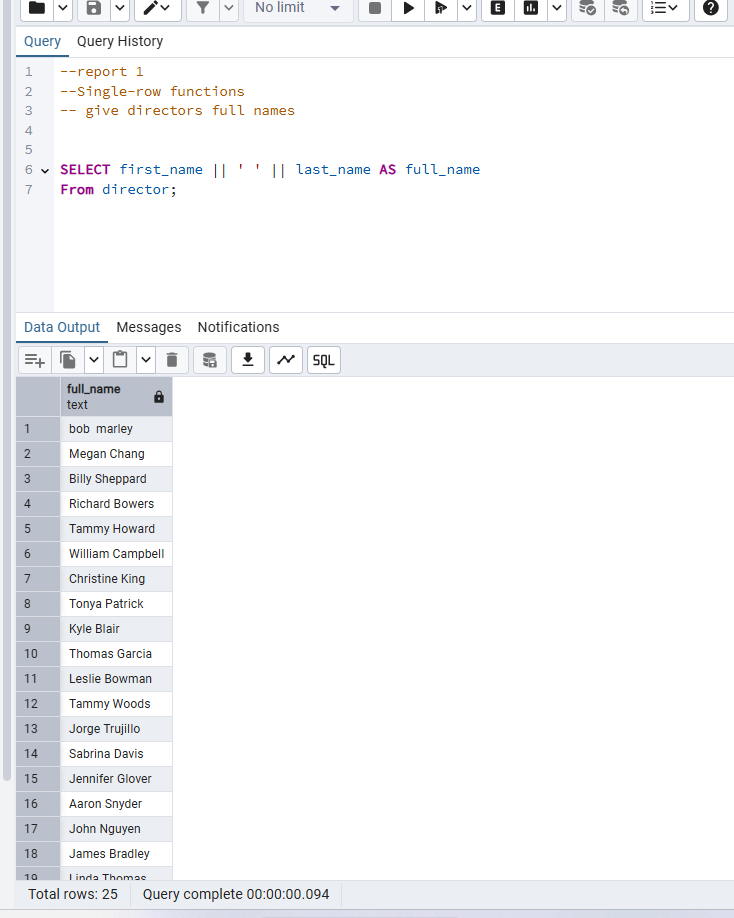 No limit
E
Query Query History
1 --report 1
2 --Single-row functions
3 -- give directors full names
4
5
6 SELECT first_name || ' ' || last_name AS full_name
7 From director;
Data Output Messages Notifications
SQL
full_name
text
1 bob  marley
2 Megan Chang
3 Billy Sheppard
4 Richard Bowers
5 Tammy Howard
6 William Campbell
7 Christine King
8 Tonya Patrick
9 Kyle Blair
10 Thomas Garcia
11 Leslie Bowman
12 Tammy Woods
13 Jorge Trujillo
14 Sabrina Davis
15 Jennifer Glover
16 Aaron Snyder
17 John Nguyen
18 James Bradley
19 Linda Thomas
Total rows: 25 Query complete 00:00:00.094